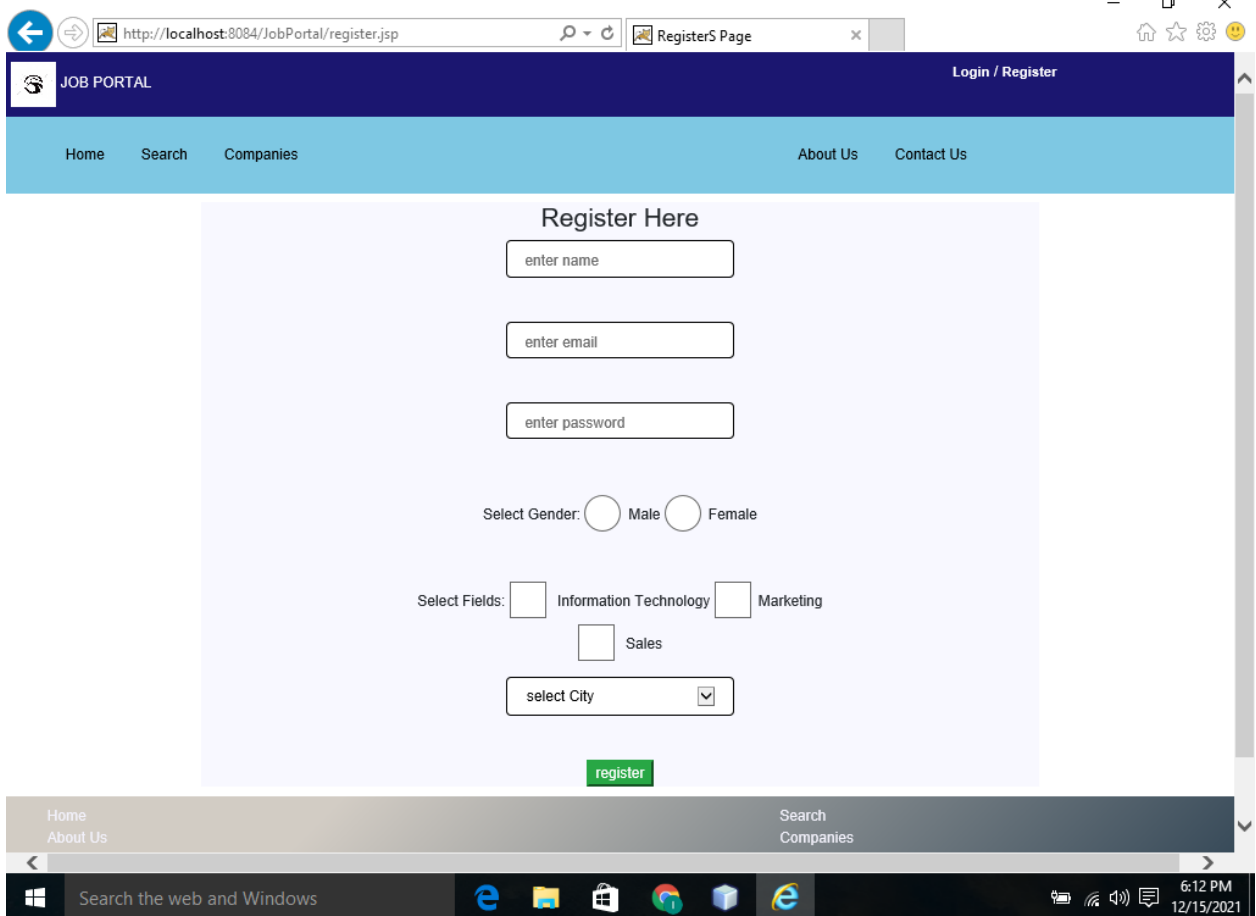 http://localhost:8084/JobPortal/register.jsp
RegisterS Page
JOB PORTAL
Login / Register
Home Search Companies About Us Contact Us
Register Here
enter name
enter email
enter password
Select Gender: Male Female
Select Fields: Information Technology Marketing
Sales
select City
register
Home Search
About Us Companies
Search the web and Windows
6:12 PM
12/15/2021